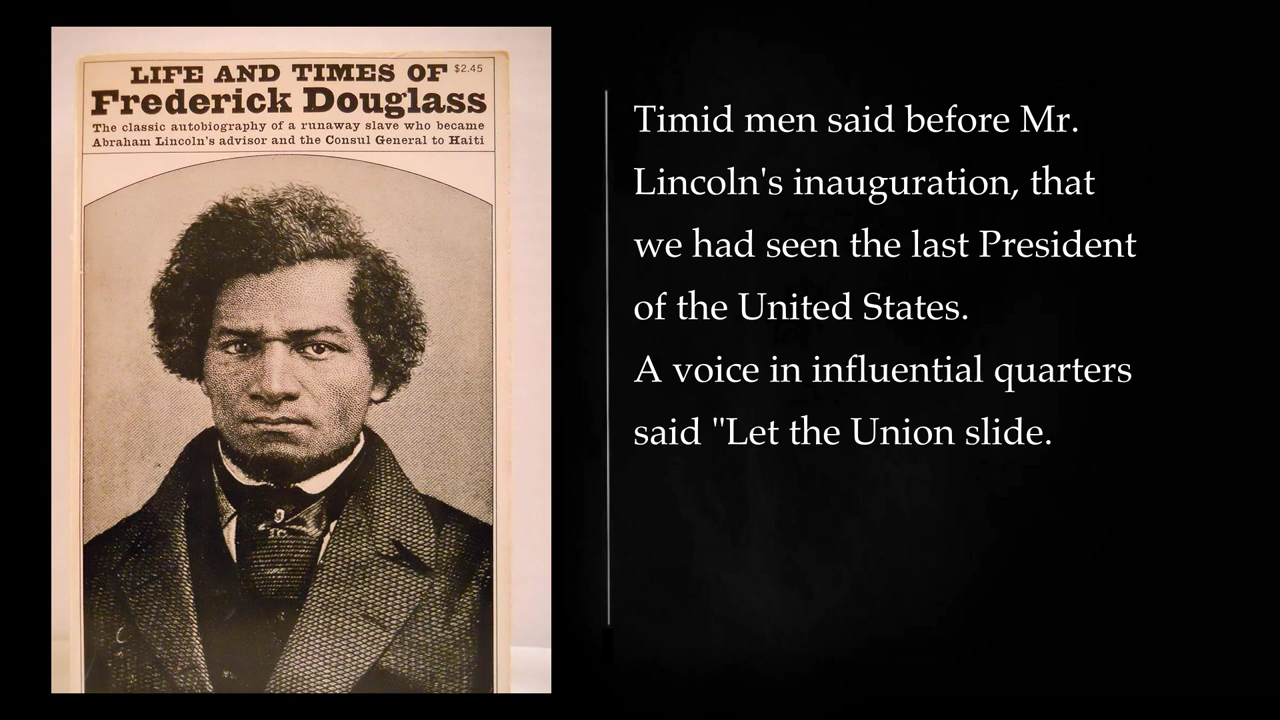 LIFE AND TIMES OF $2.45
Frederick Douglass
The classic autobiography of a runaway slave who became
Abraham Lincoln's advisor and the Consul General to Haiti
Timid men said before Mr.
Lincoln's inauguration, that
we had seen the last President
of the United States.
A voice in influential quarters
said "Let the Union slide.